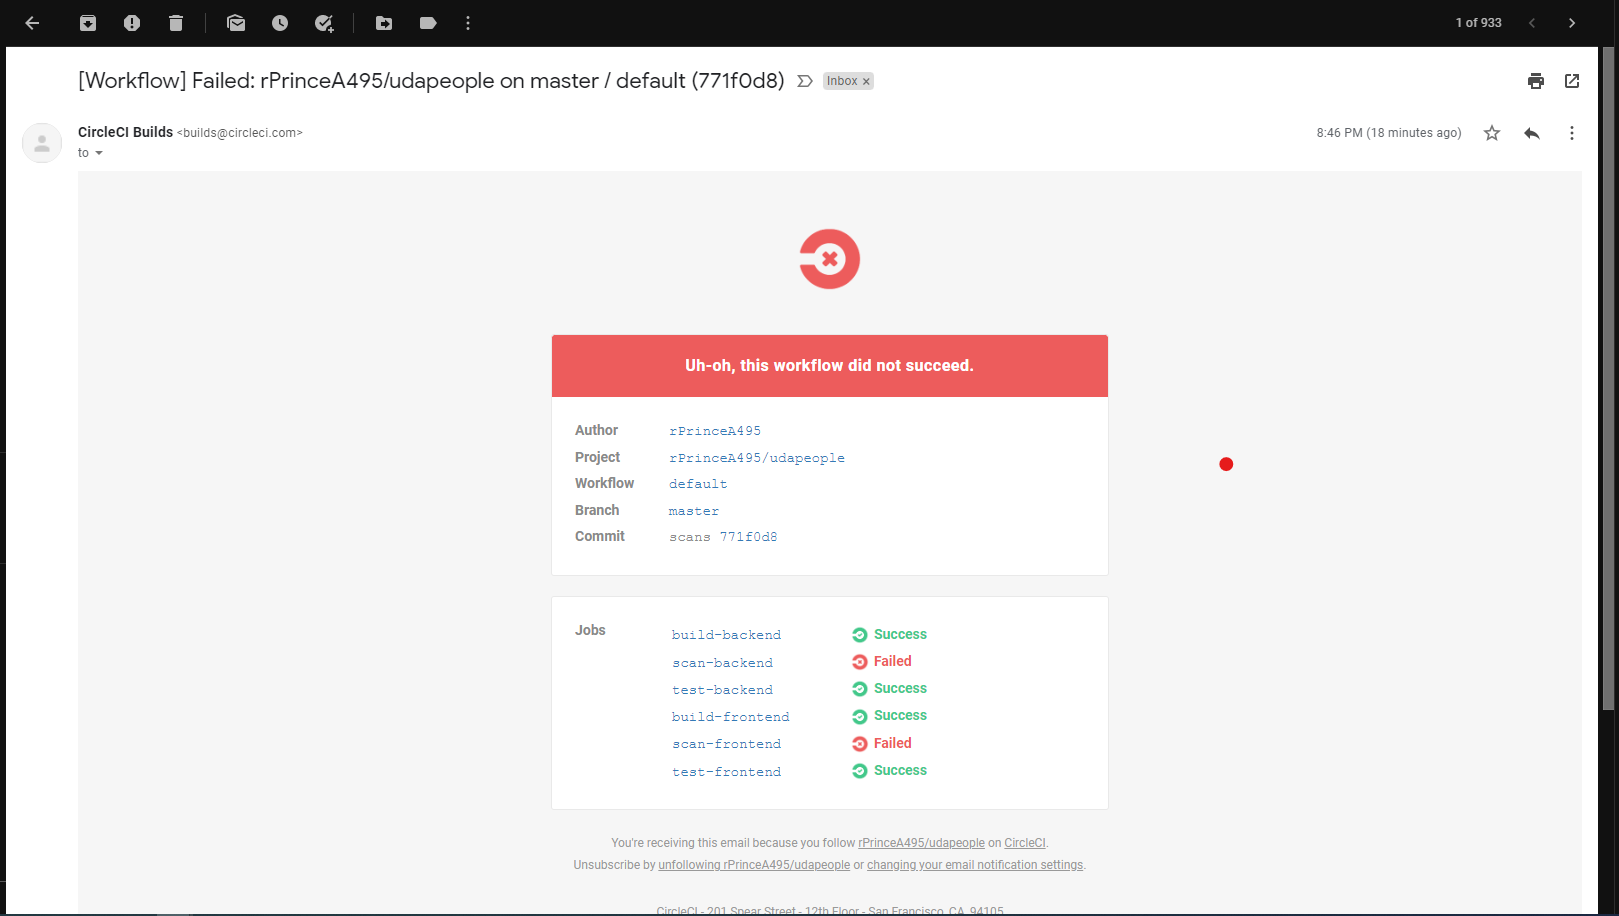 1 of 933
[Workflow] Failed: rPrinceA495/udapeople on master / default (771f0d8) Inbox ×
CircleCI Builds <builds@circleci.com> 8:46 PM (18 minutes ago)
to
Uh-oh, this workflow did not succeed.
Author rPrinceA495
Project rPrinceA495/udapeople
Workflow default
Branch master
Commit scans 771f0d8
Jobs build-backend Success
scan-backend Failed
test-backend Success
build-frontend Success
scan-frontend Failed
test-frontend Success
You're receiving this email because you follow rPrinceA495/udapeople on CircleCI.
Unsubscribe by unfollowing rPrinceA495/udapeople or changing your email notification settings.
CircleCI - 201 Spear Street - 12th Floor - San Francisco, CA, 94105